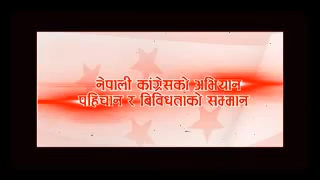 नेपाली कांग्रेसको अभियान
पहिचान र बिविधताको सम्मान